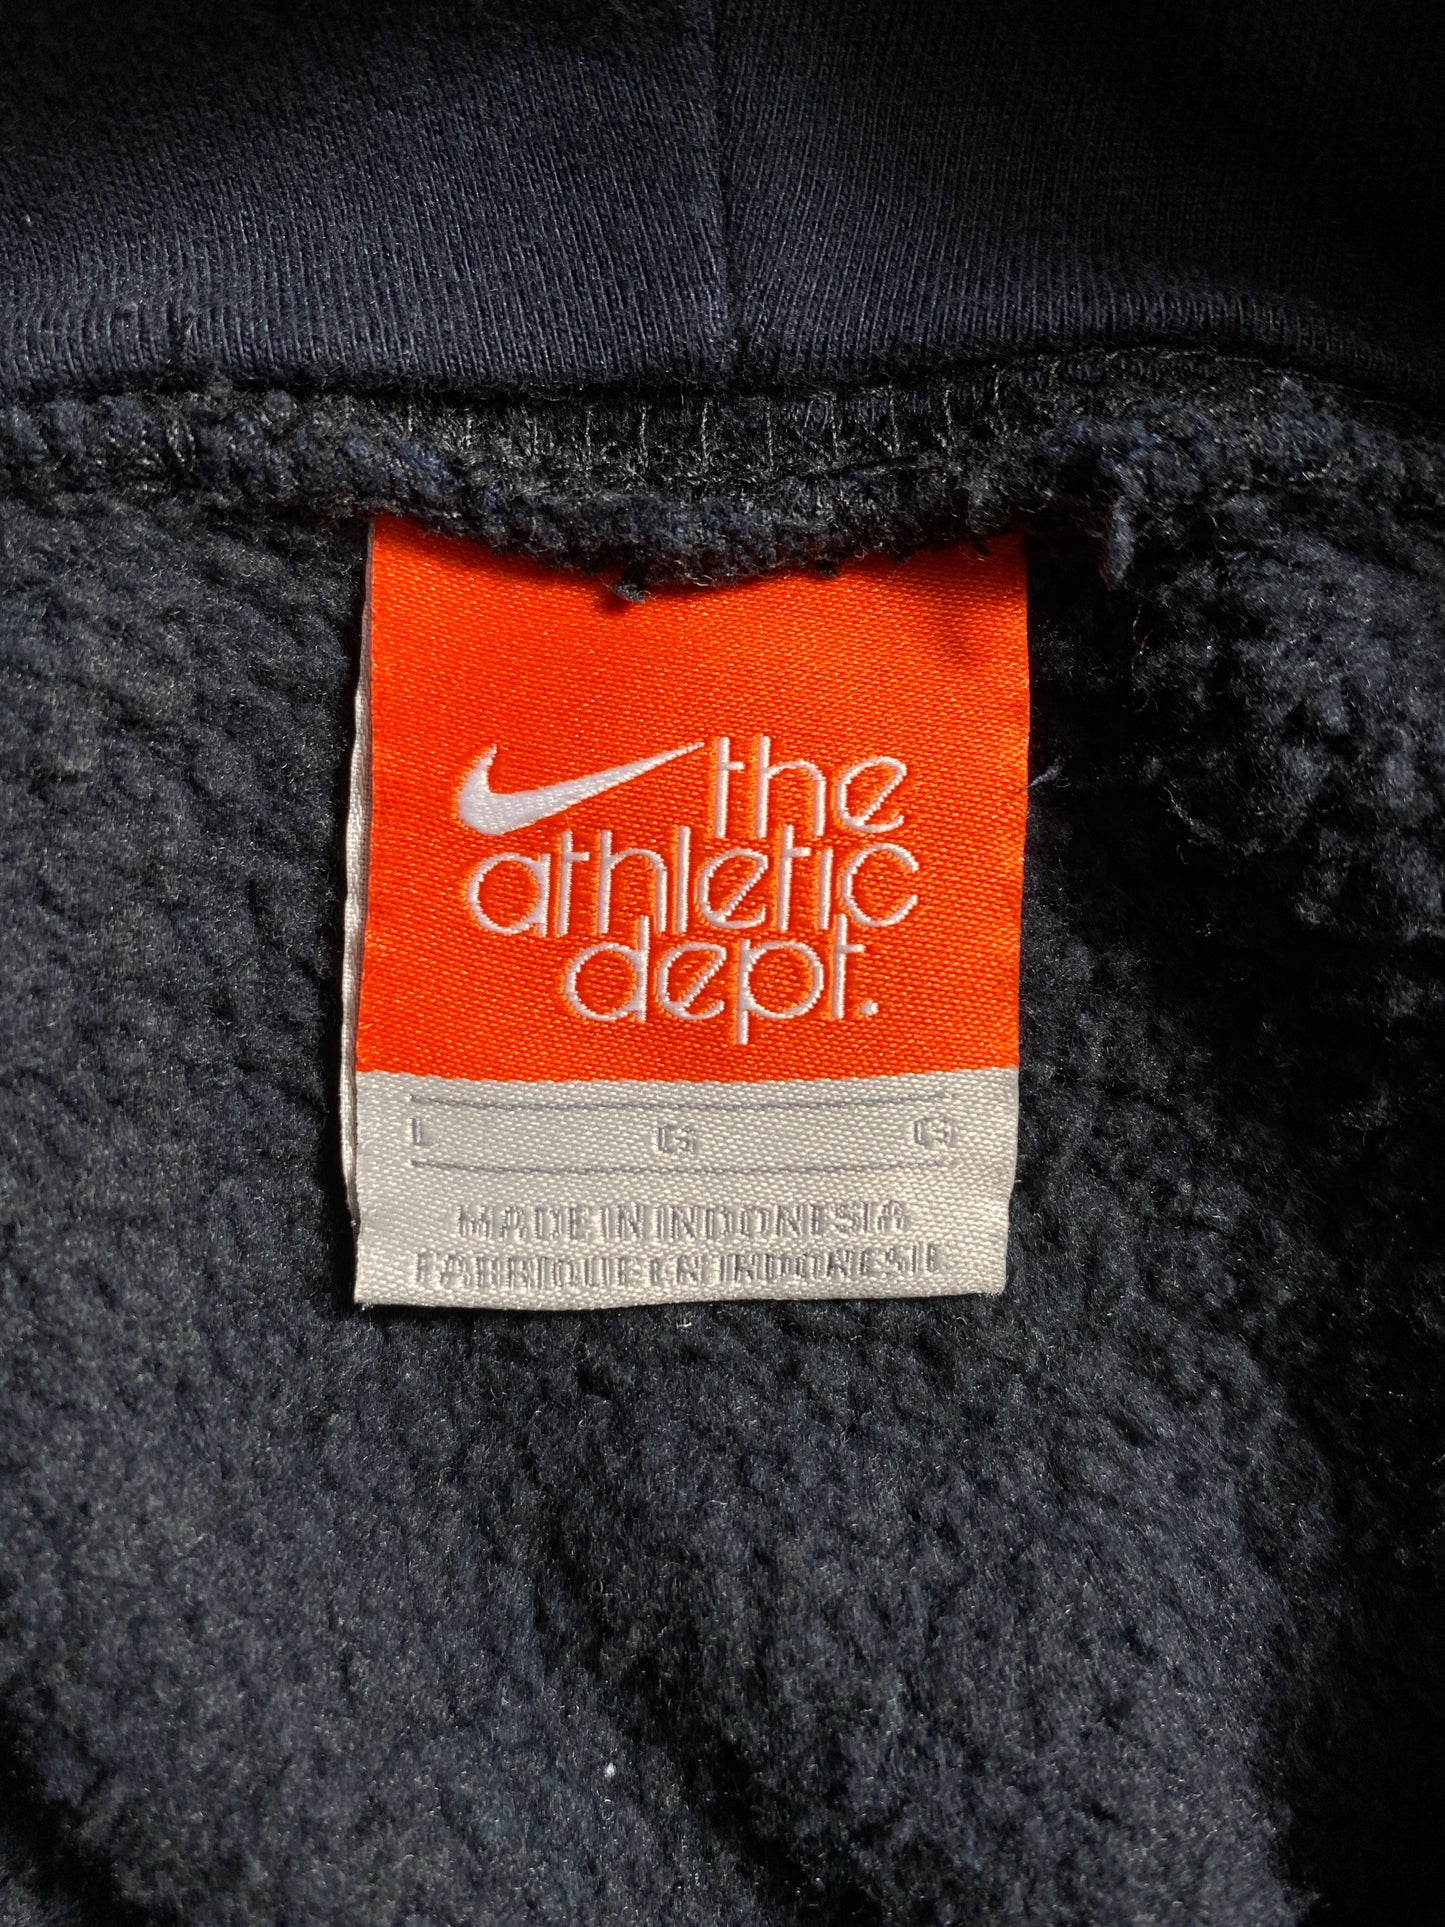 the
athletic
dept.
L G G
MADE IN INDONESIA
FABRIQUE EN INDONESIE